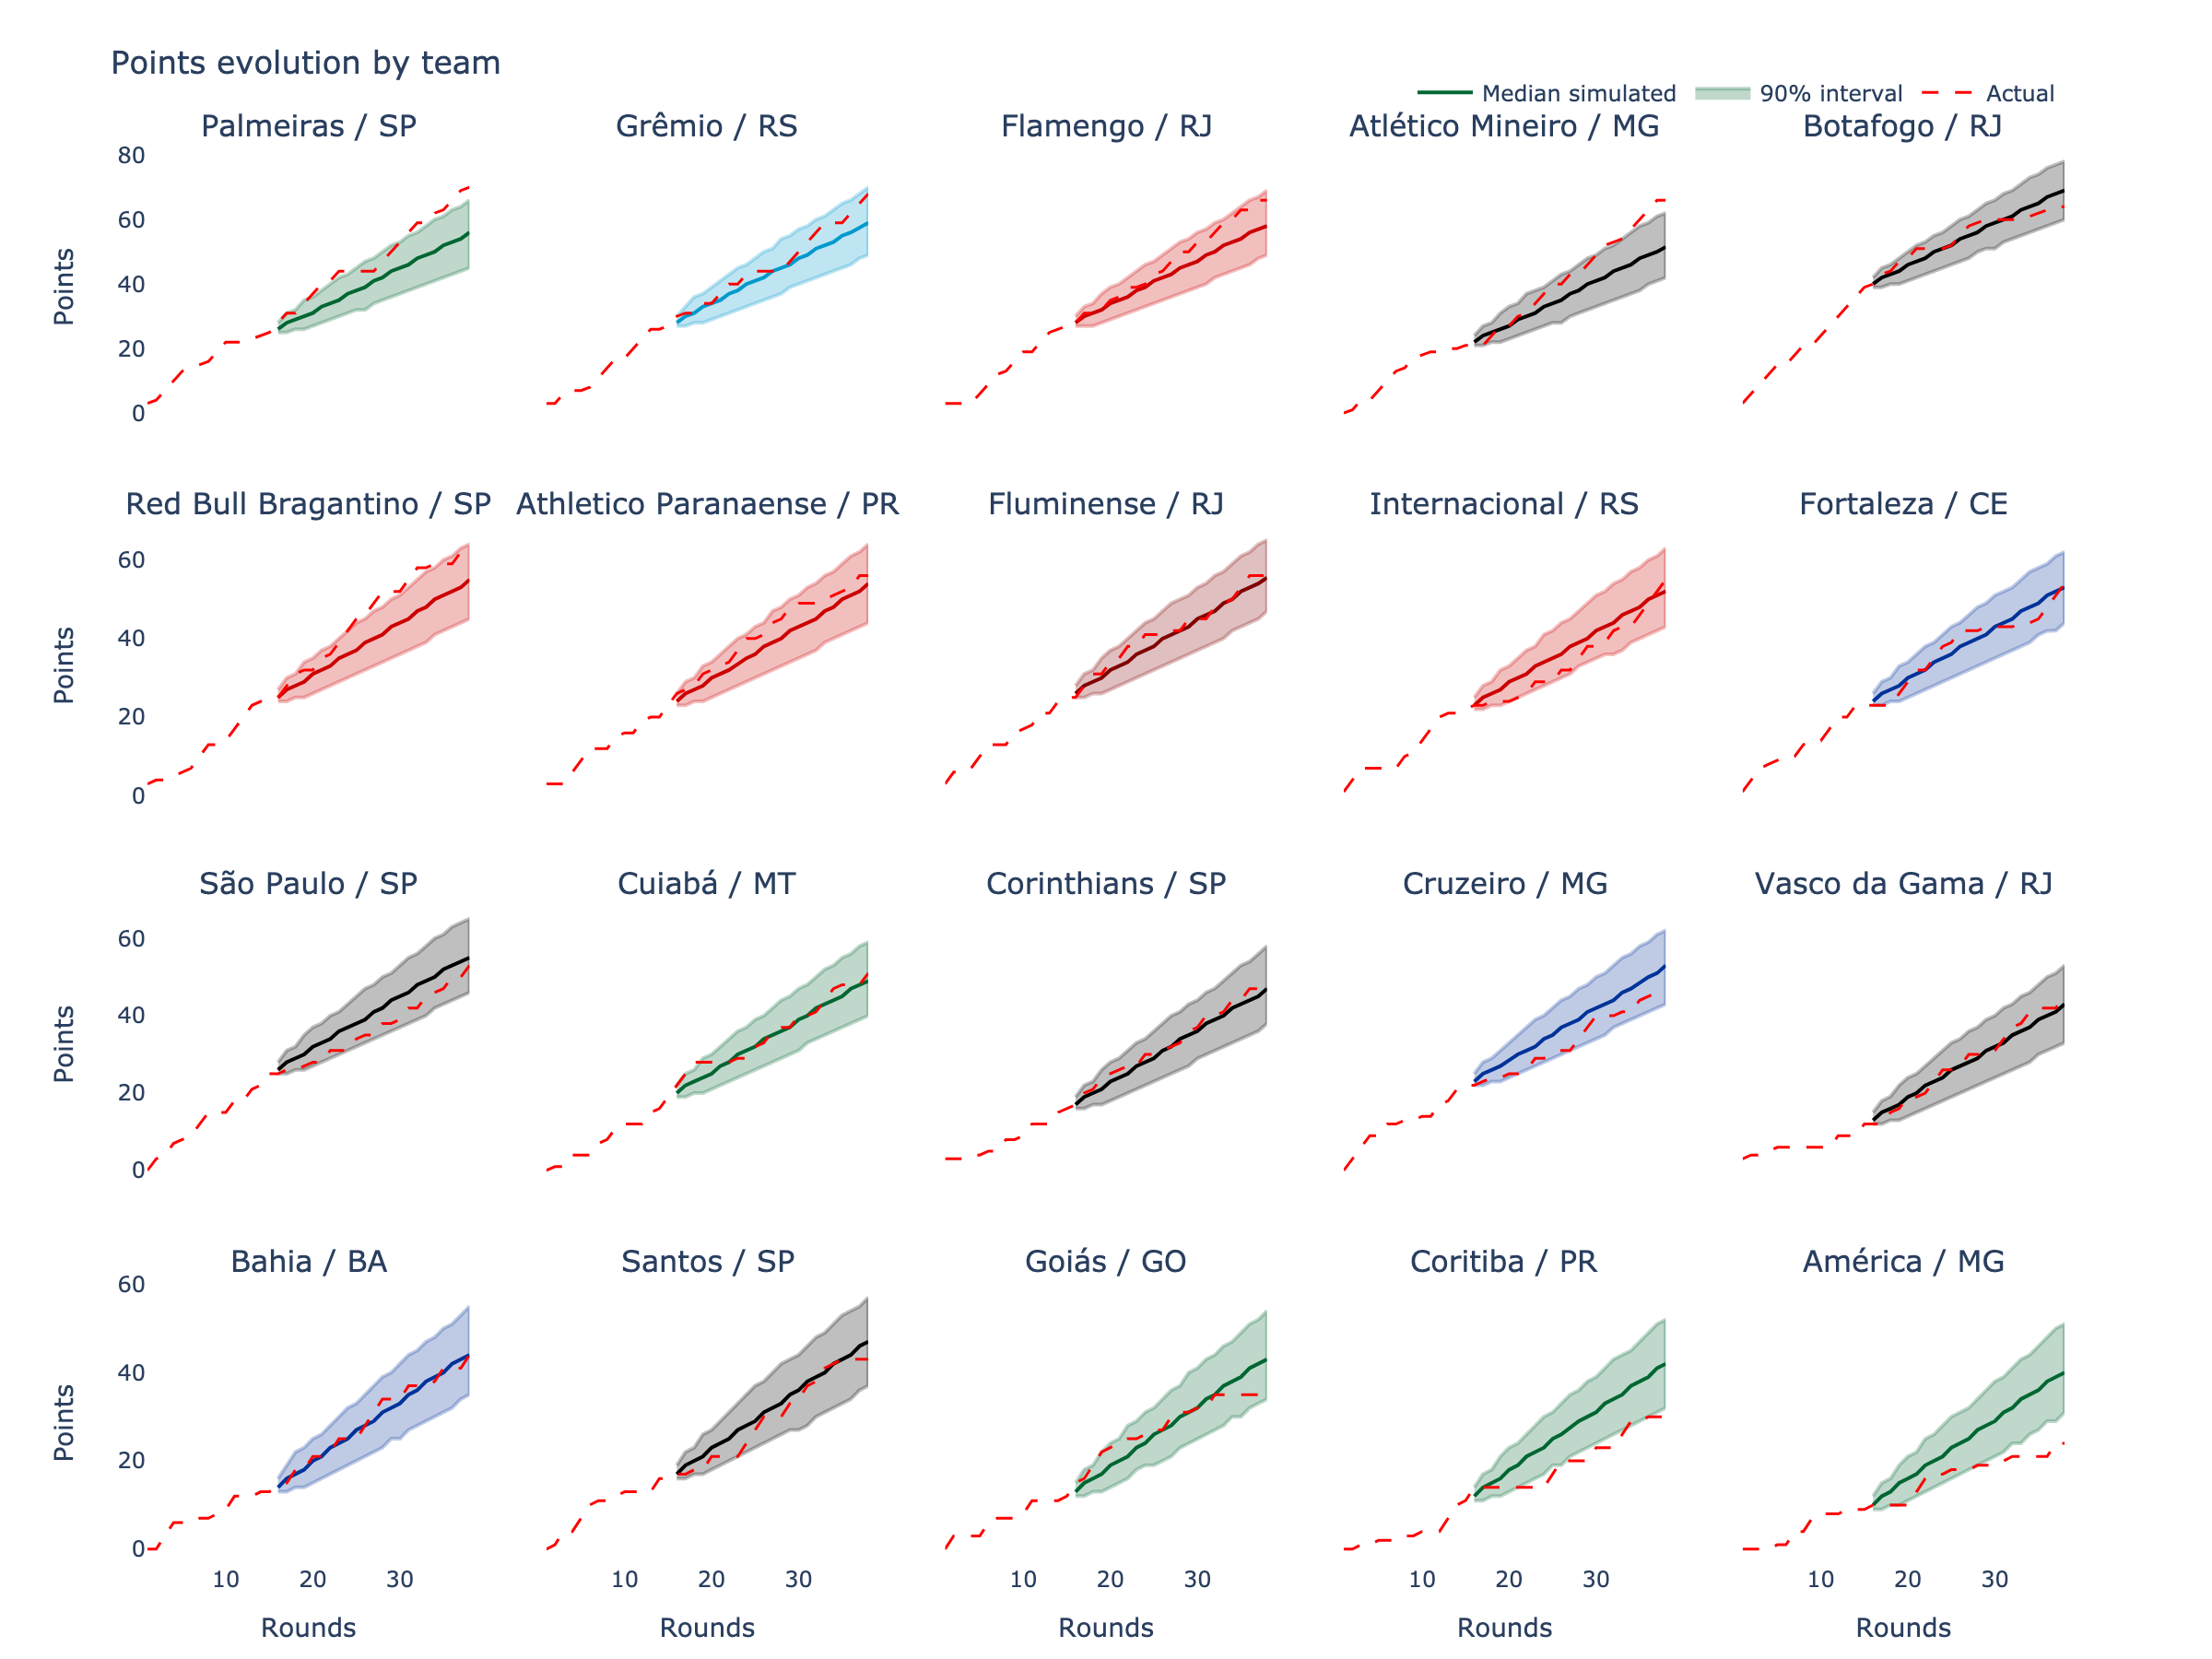 Points evolution by team
Median simulated 90% interval Actual
Palmeiras / SP Grêmio / RS Flamengo / RJ Atlético Mineiro / MG Botafogo / RJ
80
60
40
20
0
Points
Red Bull Bragantino / SP Athletico Paranaense / PR Fluminense / RJ Internacional / RS Fortaleza / CE
60
40
20
0
Points
São Paulo / SP Cuiabá / MT Corinthians / SP Cruzeiro / MG Vasco da Gama / RJ
60
40
20
0
Points
Bahia / BA Santos / SP Goiás / GO Coritiba / PR América / MG
60
40
20
0
Points
10 20 30 10 20 30 10 20 30 10 20 30 10 20 30
Rounds Rounds Rounds Rounds Rounds